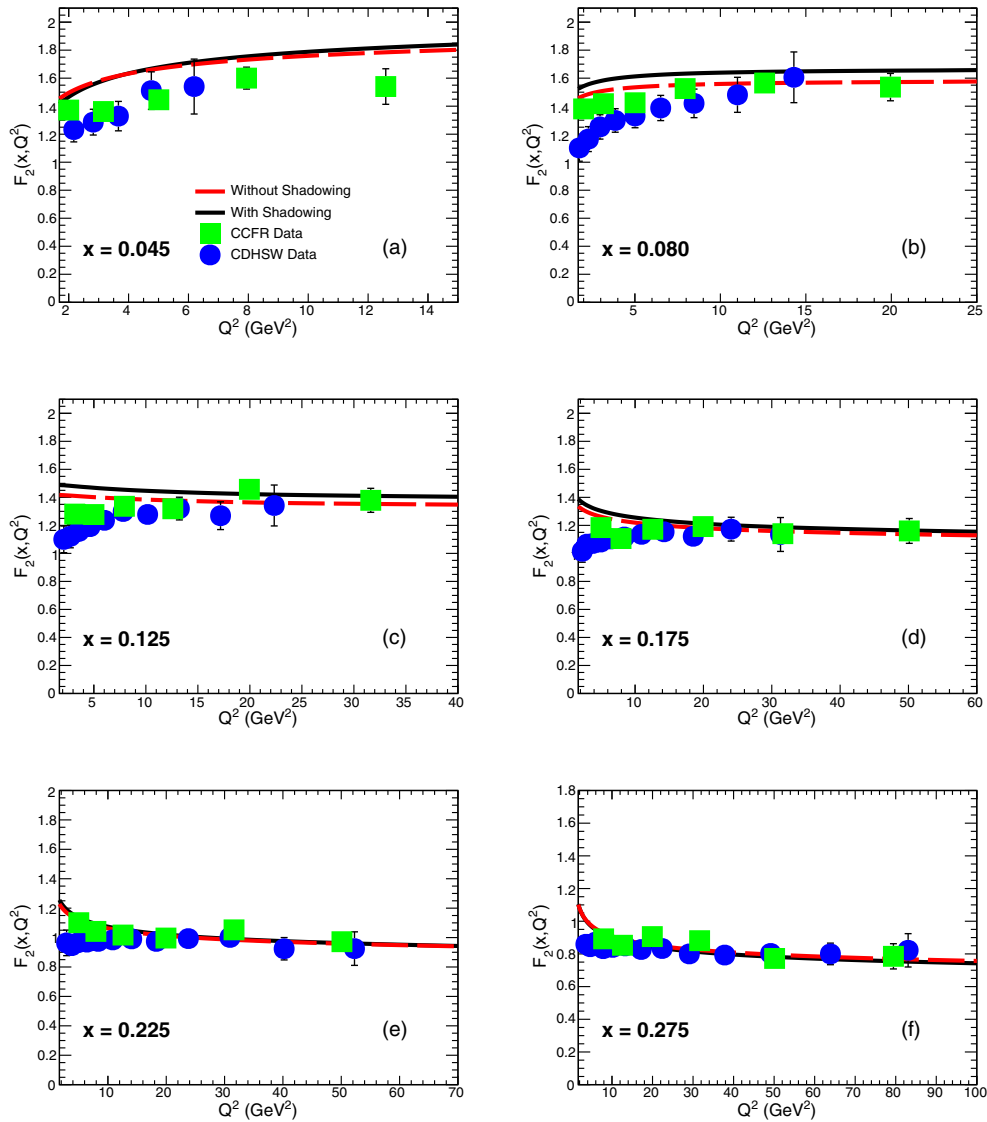 2
1.8
1.6
1.4
1.2
1
0.8
0.6
0.4
0.2
0
F₂(x,Q²)
Without Shadowing
With Shadowing
CCFR Data
CDHSW Data
x = 0.045
(a)
2 4 6 8 10 12 14
Q² (GeV²)
2
1.8
1.6
1.4
1.2
1
0.8
0.6
0.4
0.2
0
F₂(x,Q²)
x = 0.080
(b)
5 10 15 20 25
Q² (GeV²)
2
1.8
1.6
1.4
1.2
1
0.8
0.6
0.4
0.2
0
F₂(x,Q²)
x = 0.125
(c)
5 10 15 20 25 30 35 40
Q² (GeV²)
2
1.8
1.6
1.4
1.2
1
0.8
0.6
0.4
0.2
0
F₂(x,Q²)
x = 0.175
(d)
10 20 30 40 50 60
Q² (GeV²)
2
1.8
1.6
1.4
1.2
1
0.8
0.6
0.4
0.2
0
F₂(x,Q²)
x = 0.225
(e)
10 20 30 40 50 60 70
Q² (GeV²)
1.8
1.6
1.4
1.2
1
0.8
0.6
0.4
0.2
0
F₂(x,Q²)
x = 0.275
(f)
10 20 30 40 50 60 70 80 90 100
Q² (GeV²)